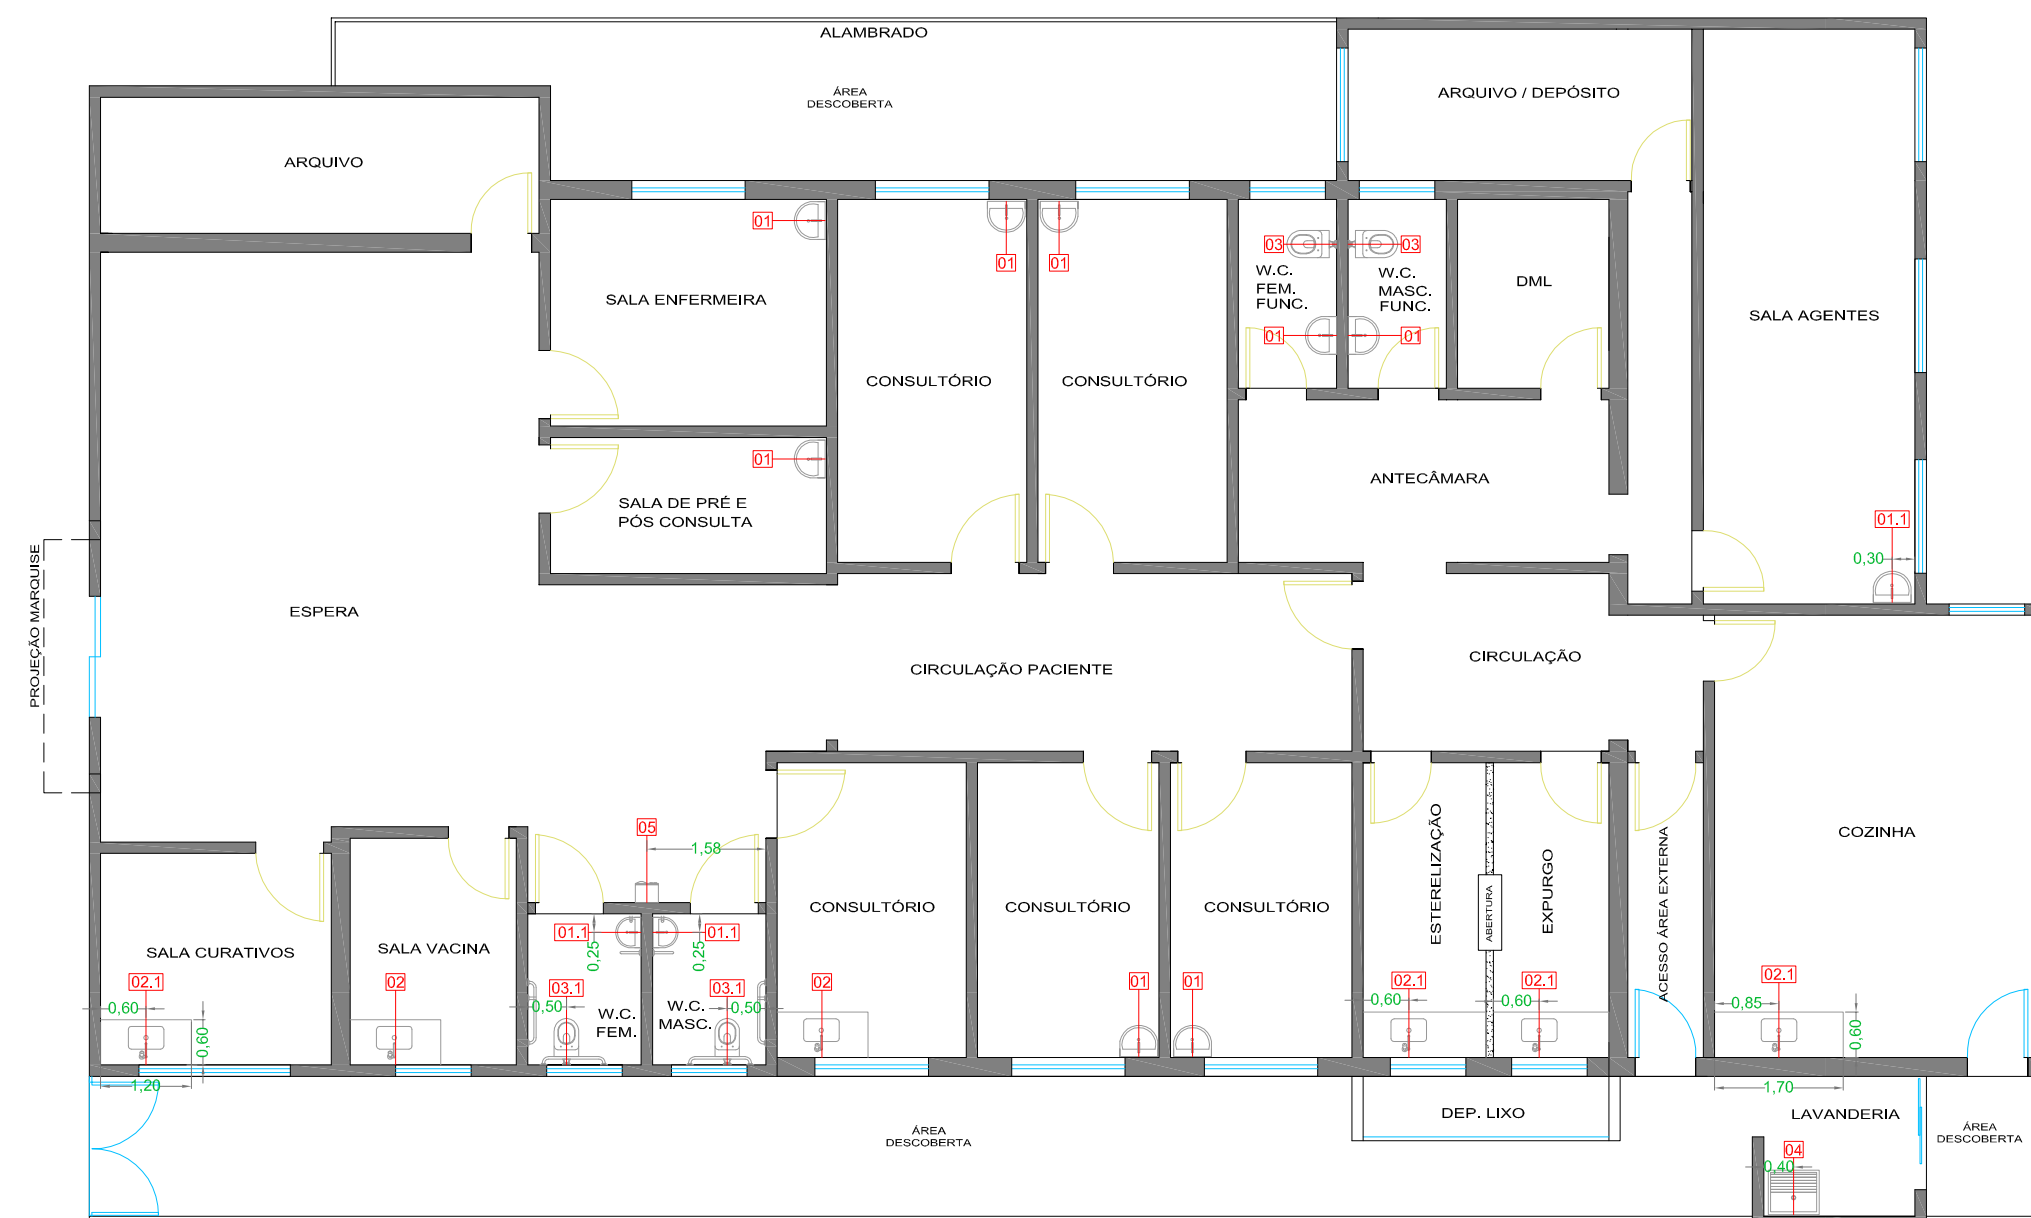 ALAMBRADO
ÁREA
DESCOBERTA
ARQUIVO / DEPÓSITO
ARQUIVO
01
01
01
03
03
W.C.
FEM.
FUNC.
W.C.
MASC.
FUNC.
DML
SALA ENFERMEIRA
SALA AGENTES
01
01
CONSULTÓRIO
CONSULTÓRIO
01
ANTECÂMARA
SALA DE PRÉ E
PÓS CONSULTA
01.1
0,30
PROJEÇÃO MARQUISE
ESPERA
CIRCULAÇÃO PACIENTE
CIRCULAÇÃO
05
1,58
COZINHA
ESTERELIZAÇÃO
ABERTURA
EXPURGO
ACESSO ÁREA EXTERNA
CONSULTÓRIO
CONSULTÓRIO
CONSULTÓRIO
SALA CURATIVOS
SALA VACINA
01.1
0,25
01.1
0,25
02.1
0,60
0,60
1,20
02
03.1
0,50
W.C.
FEM.
03.1
0,50
W.C.
MASC.
02
01
01
02.1
0,60
02.1
0,60
02.1
0,85
0,60
1,70
DEP. LIXO
LAVANDERIA
ÁREA
DESCOBERTA
ÁREA
DESCOBERTA
04
0,40